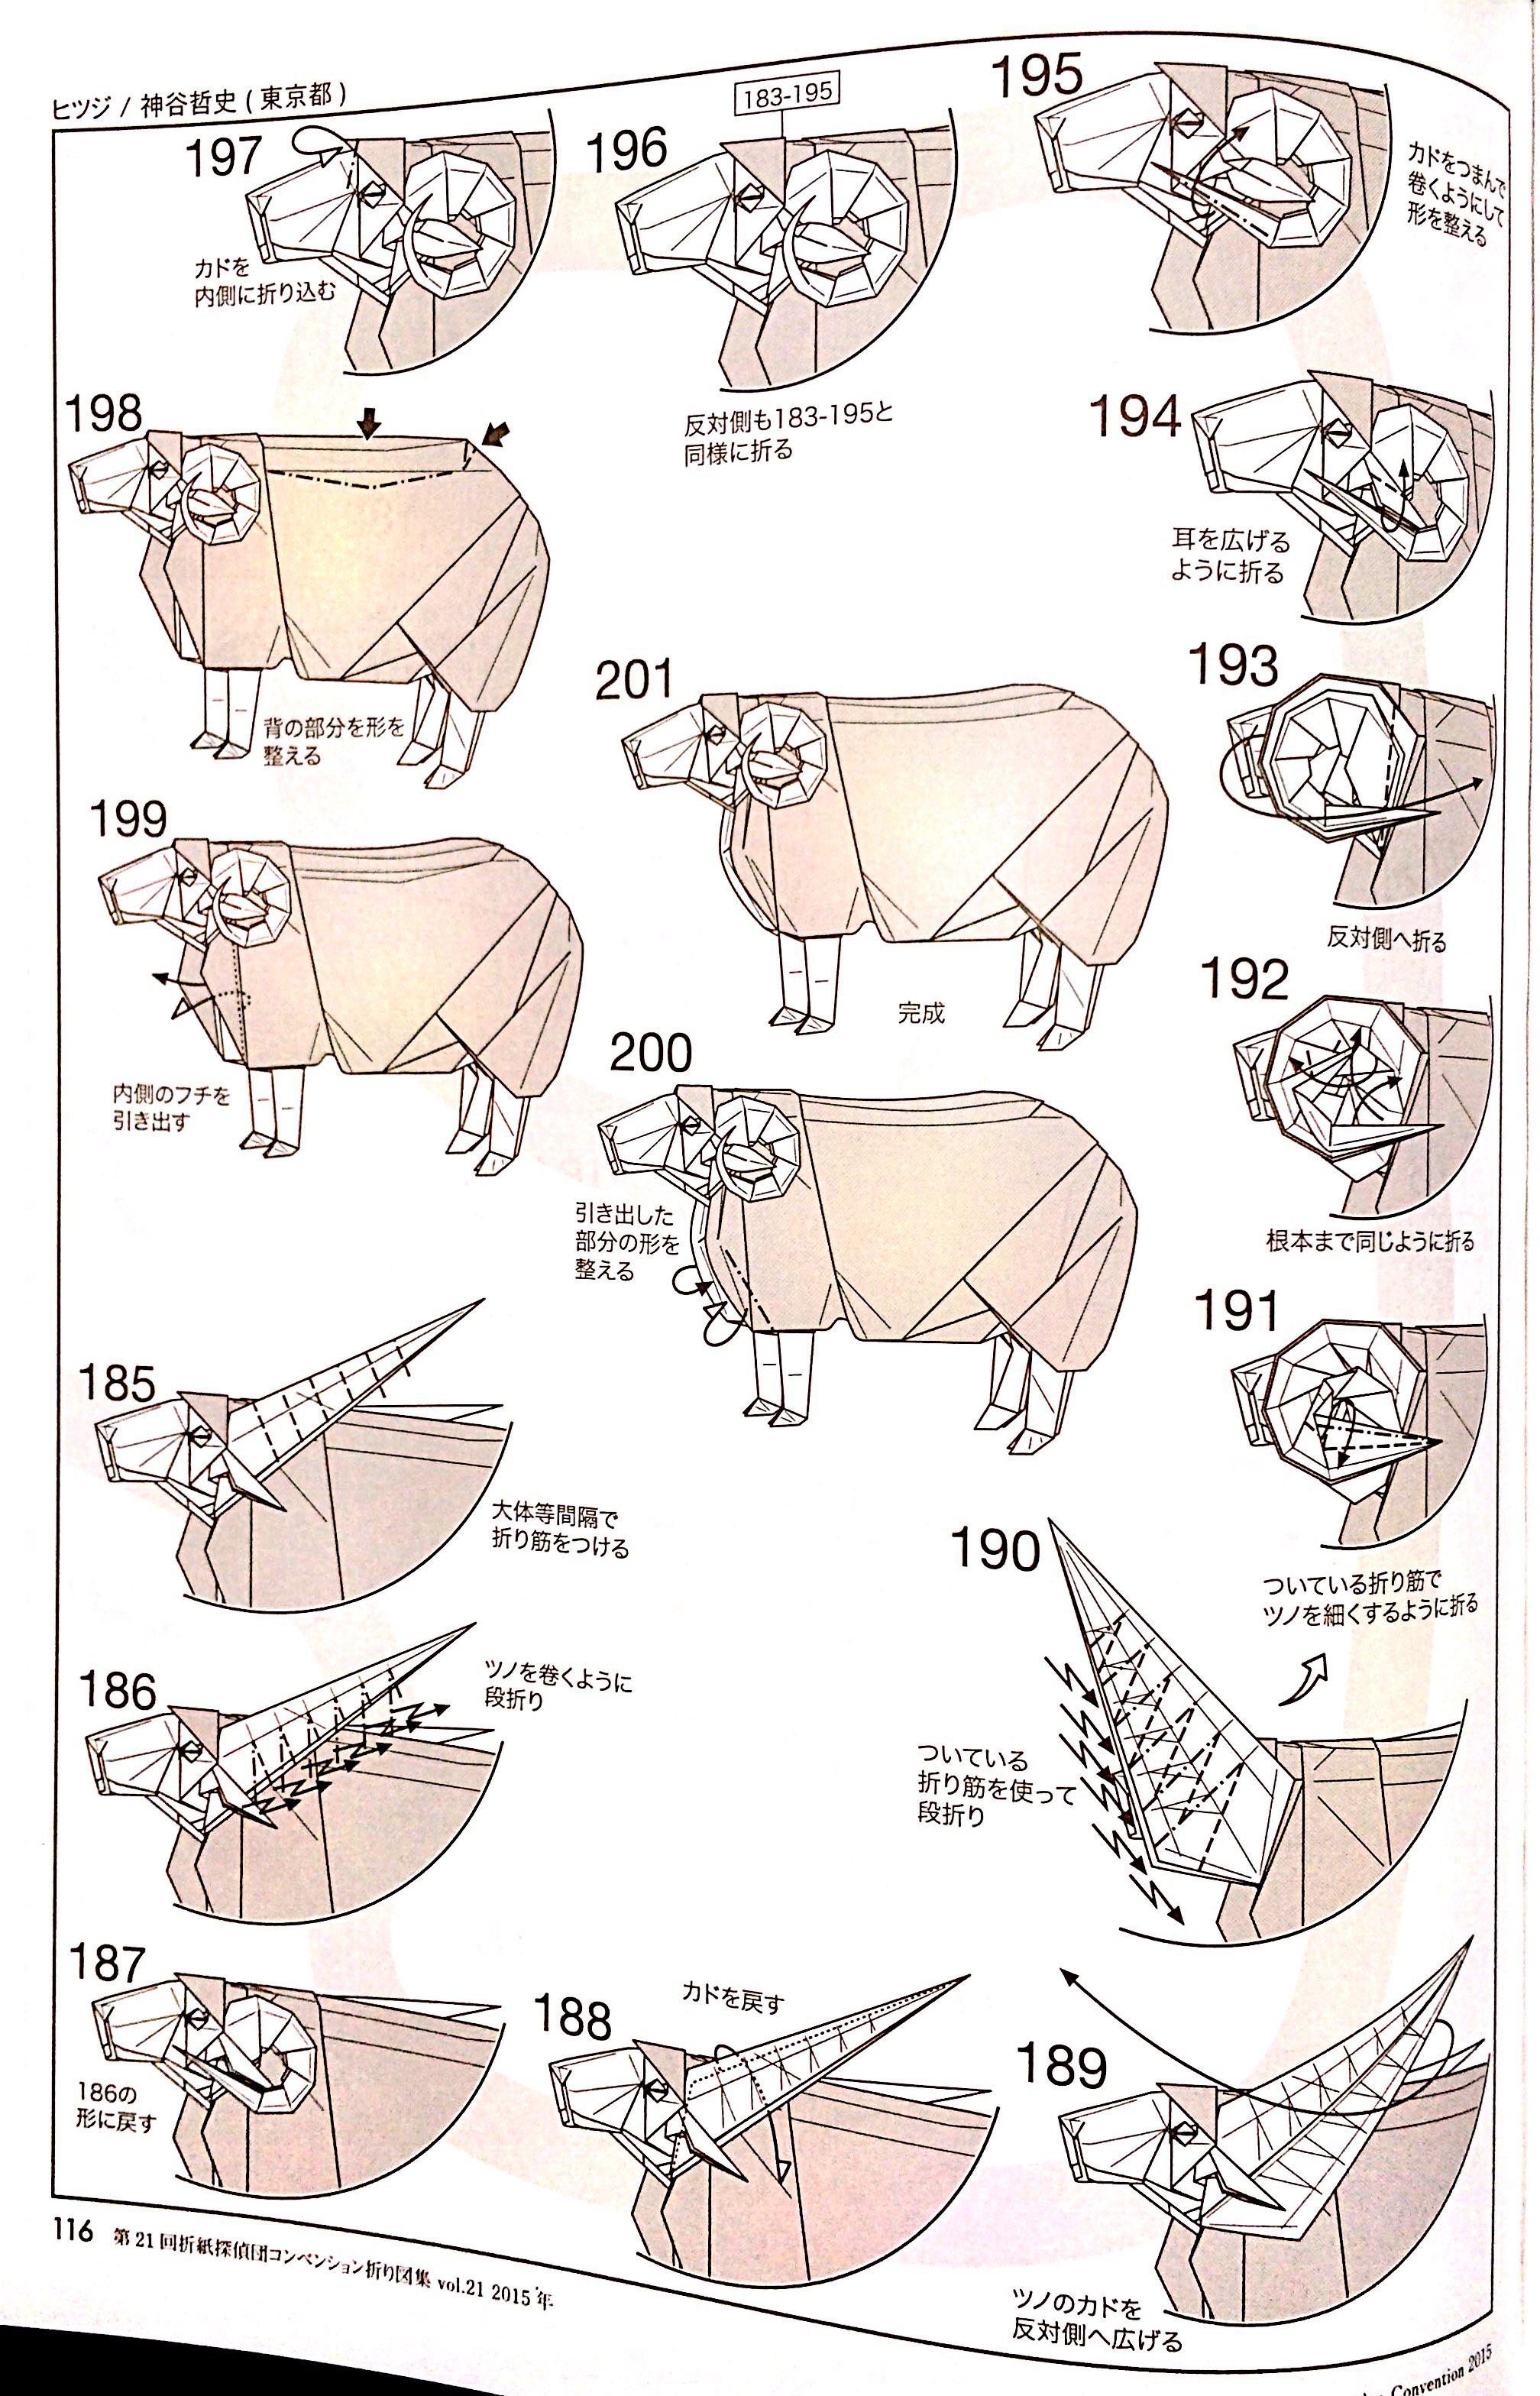 ヒツジ / 神谷哲史 ( 東京都 )
185
大体等間隔で
折り筋をつける
186
ツノを巻くように
段折り
187
186の
形に戻す
188
カドを戻す
189
ツノのカドを
反対側へ広げる
190
ついている
折り筋を使って
段折り
191
ついている折り筋で
ツノを細くするように折る
192
根本まで同じように折る
193
反対側へ折る
194
耳を広げる
ように折る
195
カドをつまんで
巻くようにして
形を整える
196
183-195
反対側も183-195と
同様に折る
197
カドを
内側に折り込む
198
背の部分を形を
整える
199
内側のフチを
引き出す
200
引き出した
部分の形を
整える
201
完成
116 第 21 回折紙探偵団コンベンション折り図集 vol.21 2015 年
Convention 2015